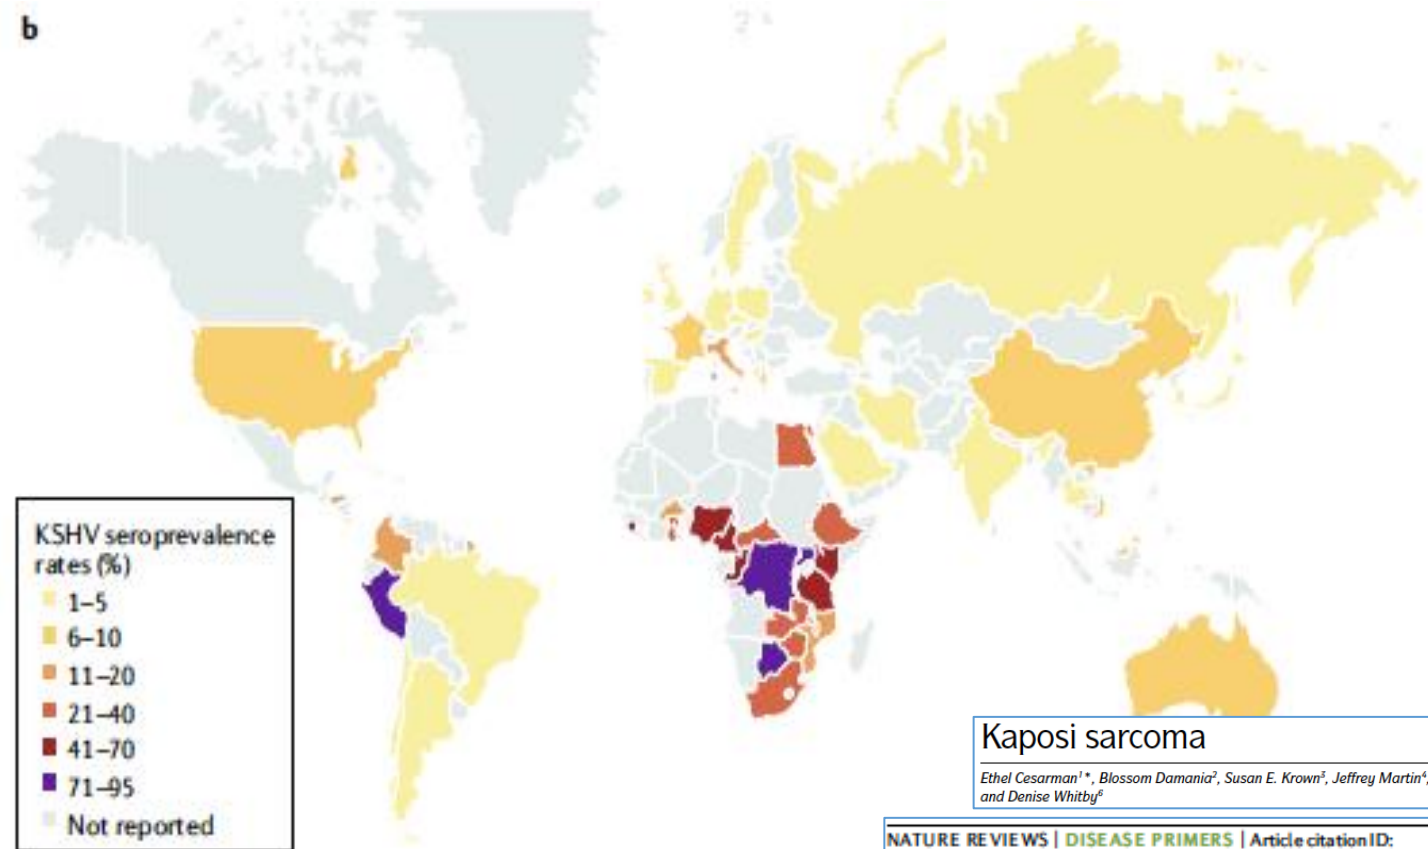 b
KSHV seroprevalence
rates (%)
1–5
6–10
11–20
21–40
41–70
71–95
Not reported
Kaposi sarcoma
Ethel Cesarman¹*, Blossom Damania², Susan E. Krown³, Jeffrey Martin⁴,
and Denise Whitby⁶
NATURE REVIEWS | DISEASE PRIMERS | Article citation ID: